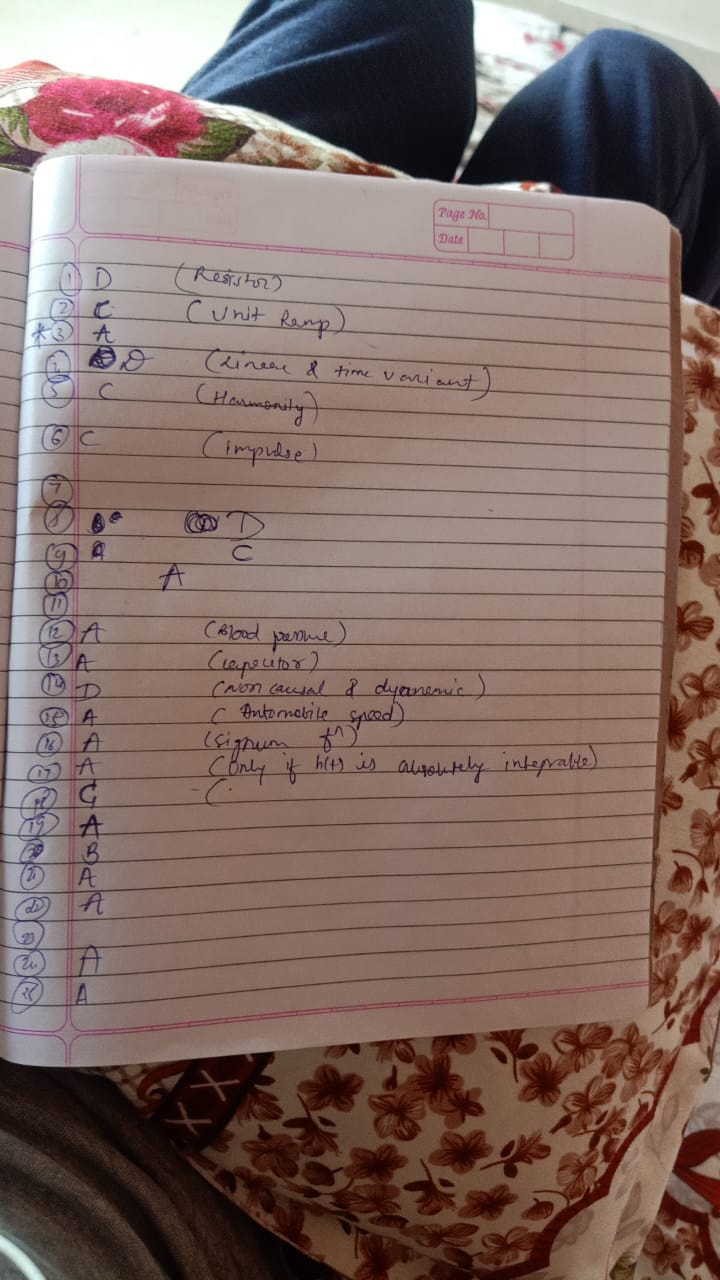 Page No.
Date
1 D (Resistor)
2 C (Unit Ramp)
*3 A
4 D (Linear & time variant)
5 C (Harmonity)
6 C (impulse)
7
8 D
9 C
10 A
11
12 A (Blood pressure)
13 A (capacitor)
14 D (Non causal & dyanemic)
15 A (Automobile speed)
16 A (signum fn)
17 A (only if h(t) is absolutely integrable)
18 C (
19 A
20 B
21 A
22 A
23
24 A
25 A